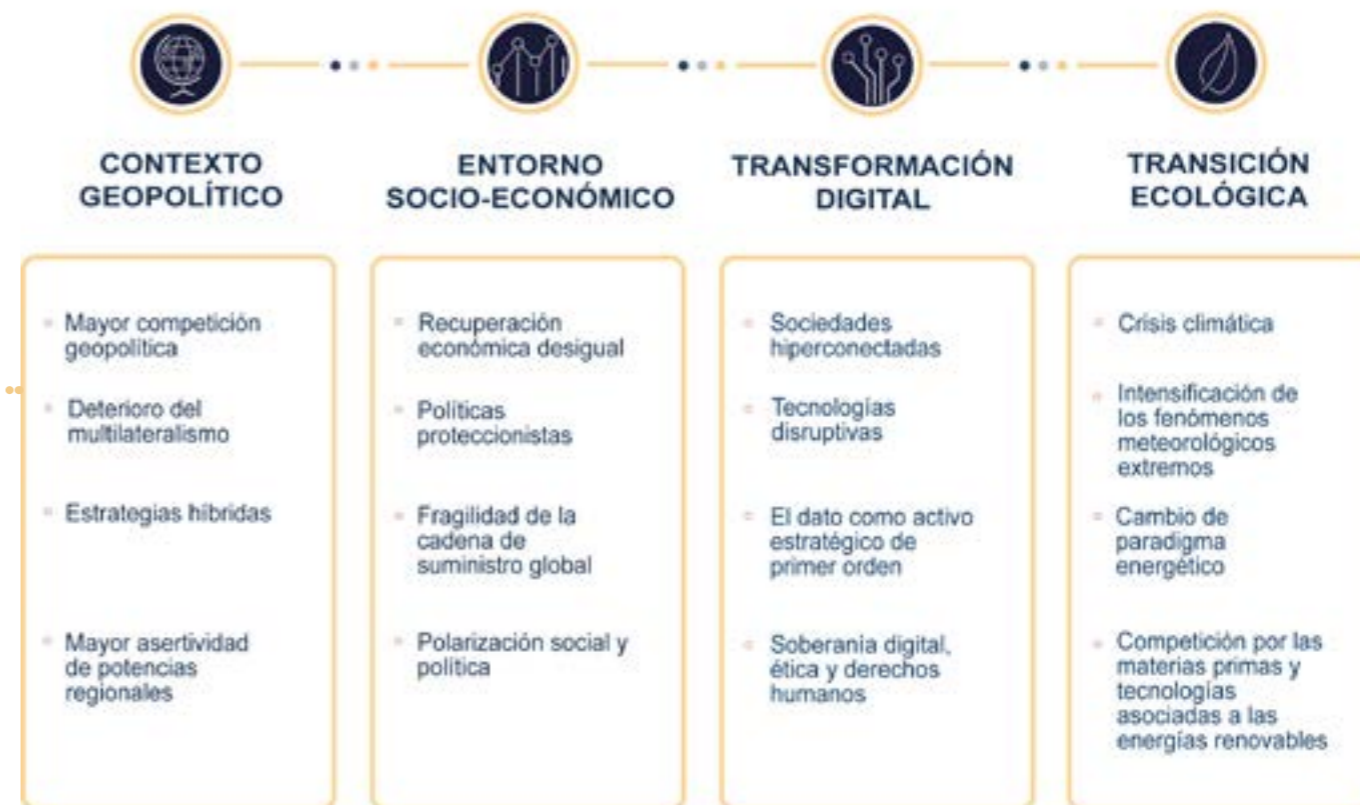 CONTEXTO
GEOPOLÍTICO
Mayor competición
geopolítica
Deterioro del
multilateralismo
Estrategias híbridas
Mayor asertividad
de potencias
regionales
ENTORNO
SOCIO-ECONÓMICO
Recuperación
económica desigual
Políticas
proteccionistas
Fragilidad de la
cadena de
suministro global
Polarización social y
política
TRANSFORMACIÓN
DIGITAL
Sociedades
hiperconectadas
Tecnologías
disruptivas
El dato como activo
estratégico de
primer orden
Soberanía digital,
ética y derechos
humanos
TRANSICIÓN
ECOLÓGICA
Crisis climática
Intensificación de
los fenómenos
meteorológicos
extremos
Cambio de
paradigma
energético
Competición por las
materias primas y
tecnologías
asociadas a las
energías renovables